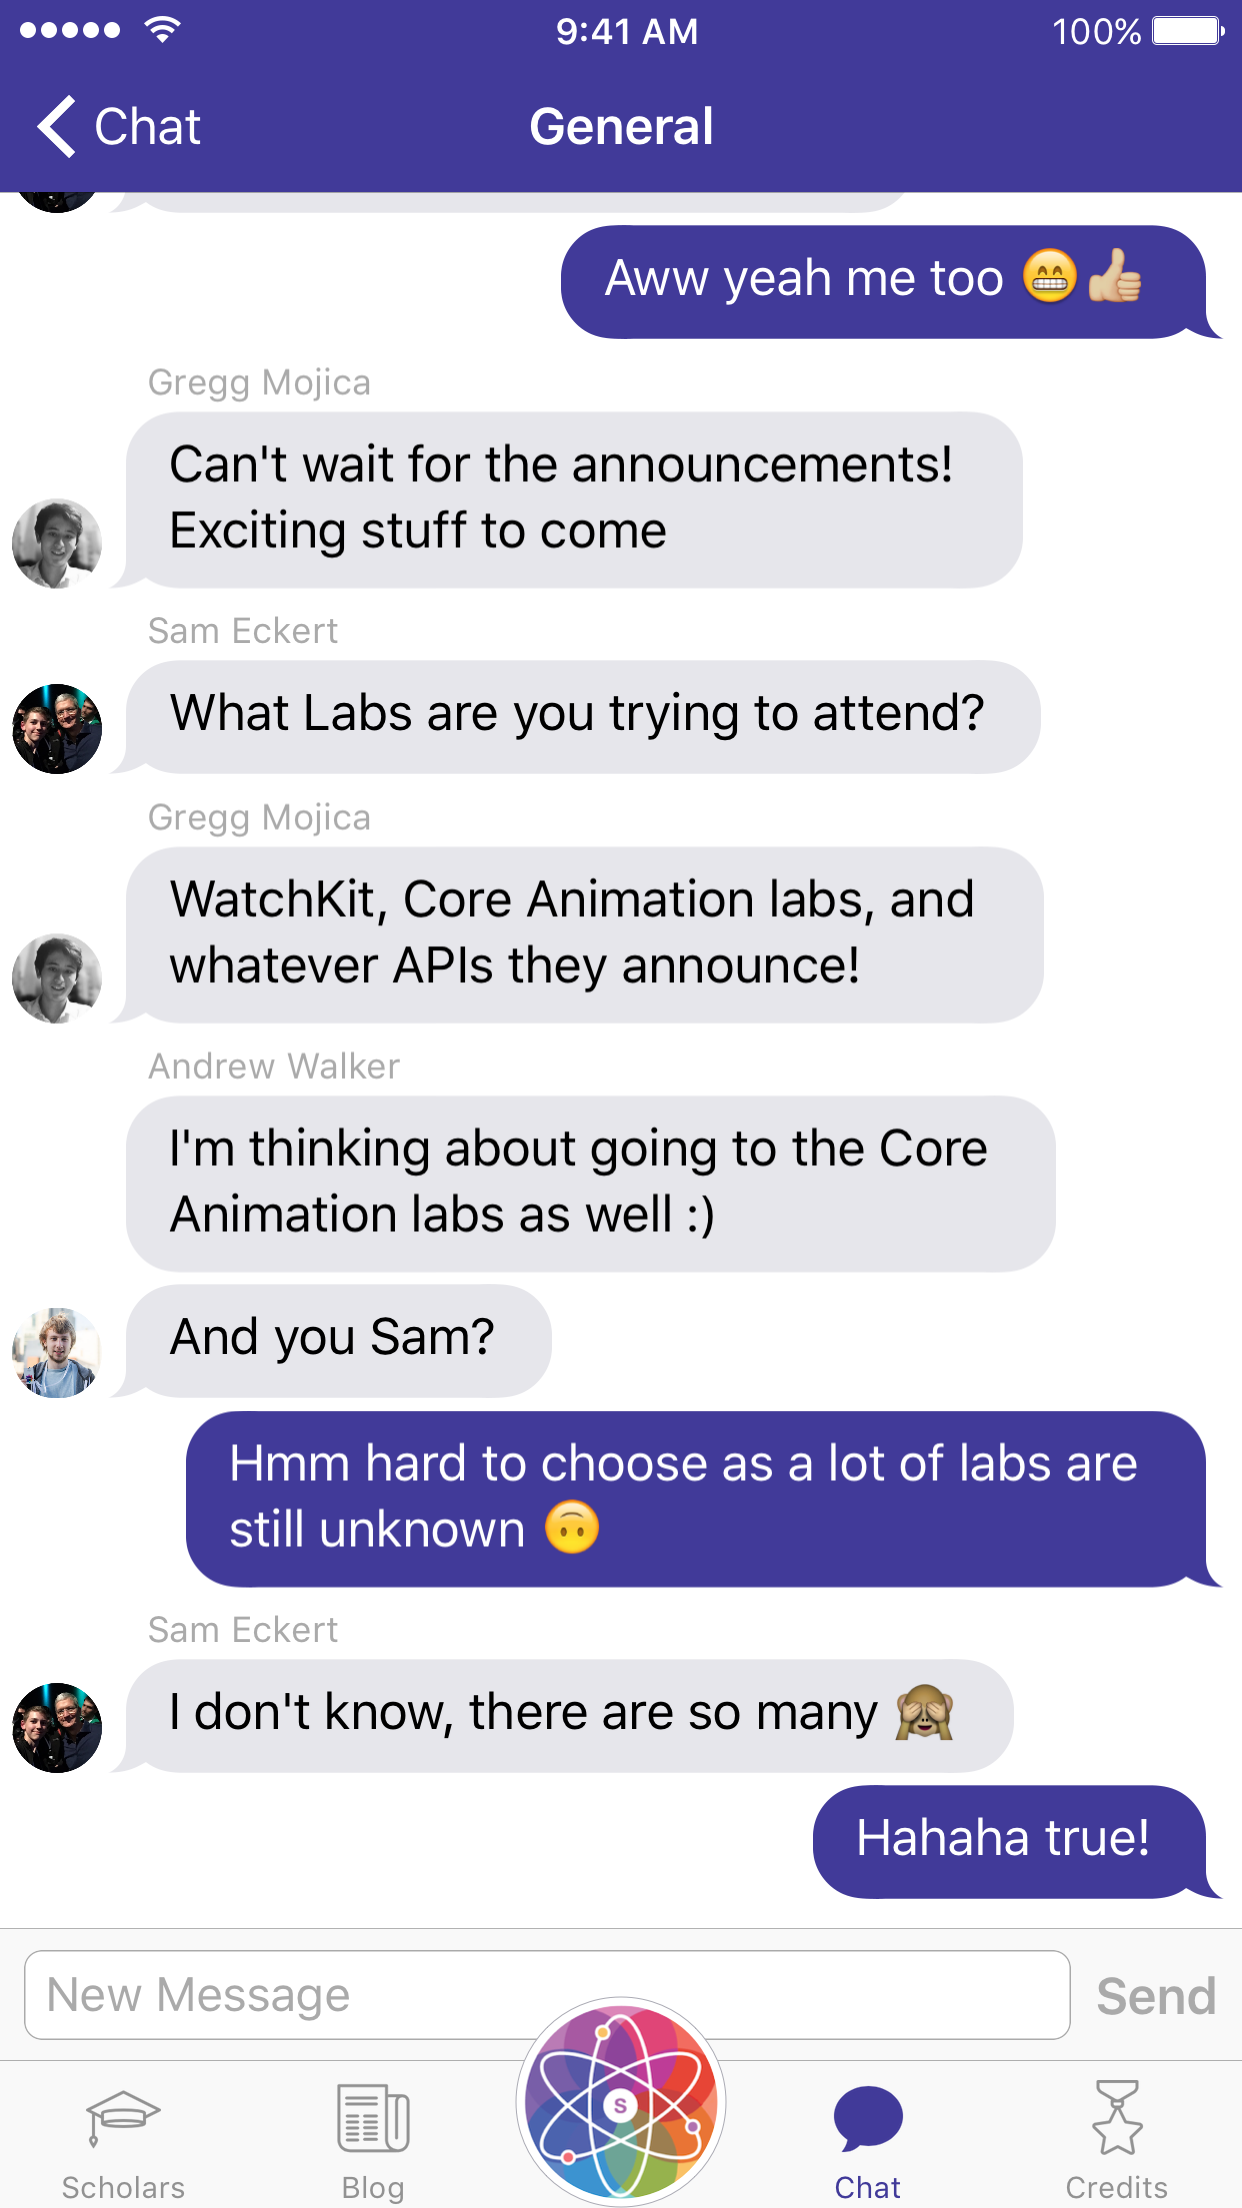 9:41 AM
100%
Chat
General
Aww yeah me too 😁👍🏼
Gregg Mojica
Can't wait for the announcements!
Exciting stuff to come
Sam Eckert
What Labs are you trying to attend?
Gregg Mojica
WatchKit, Core Animation labs, and
whatever APIs they announce!
Andrew Walker
I'm thinking about going to the Core
Animation labs as well :)
And you Sam?
Hmm hard to choose as a lot of labs are
still unknown 🙃
Sam Eckert
I don't know, there are so many 🙈
Hahaha true!
New Message
Send
S
Scholars
Blog
Chat
Credits